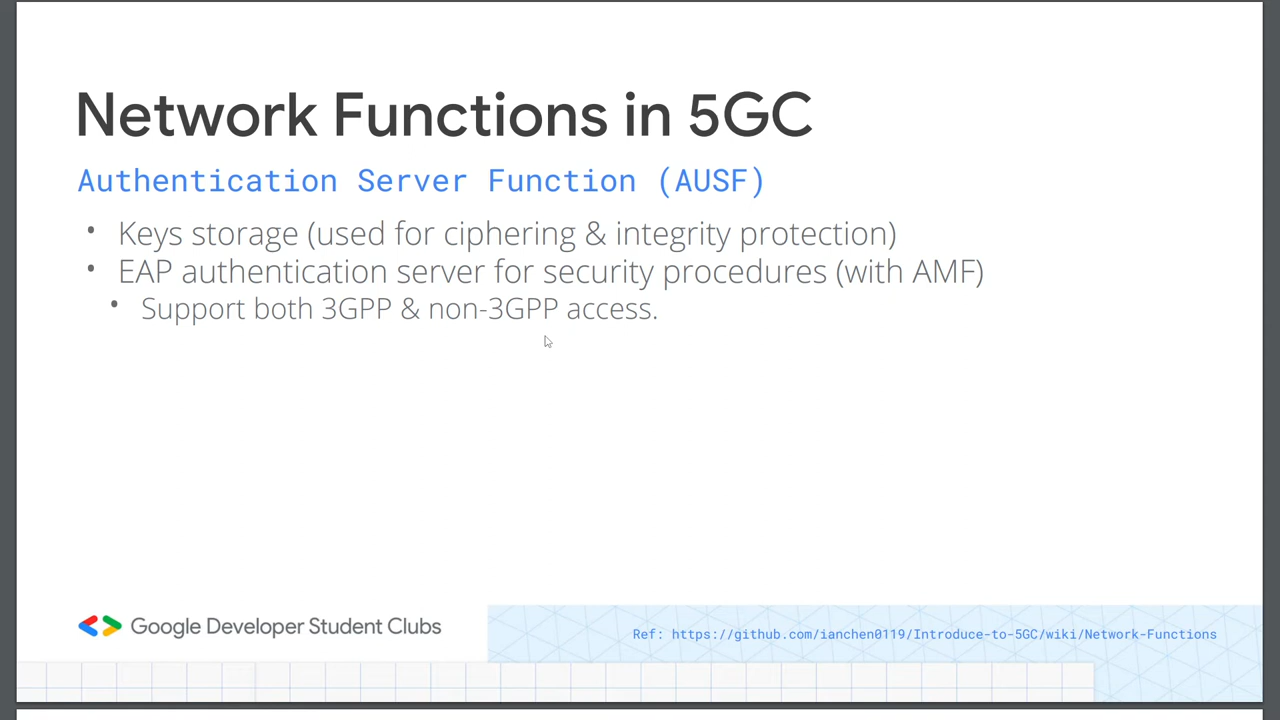 Network Functions in 5GC
Authentication Server Function (AUSF)
• Keys storage (used for ciphering & integrity protection)
• EAP authentication server for security procedures (with AMF)
• Support both 3GPP & non-3GPP access.
Google Developer Student Clubs
Ref: https://github.com/ianchen0119/Introduce-to-5GC/wiki/Network-Functions